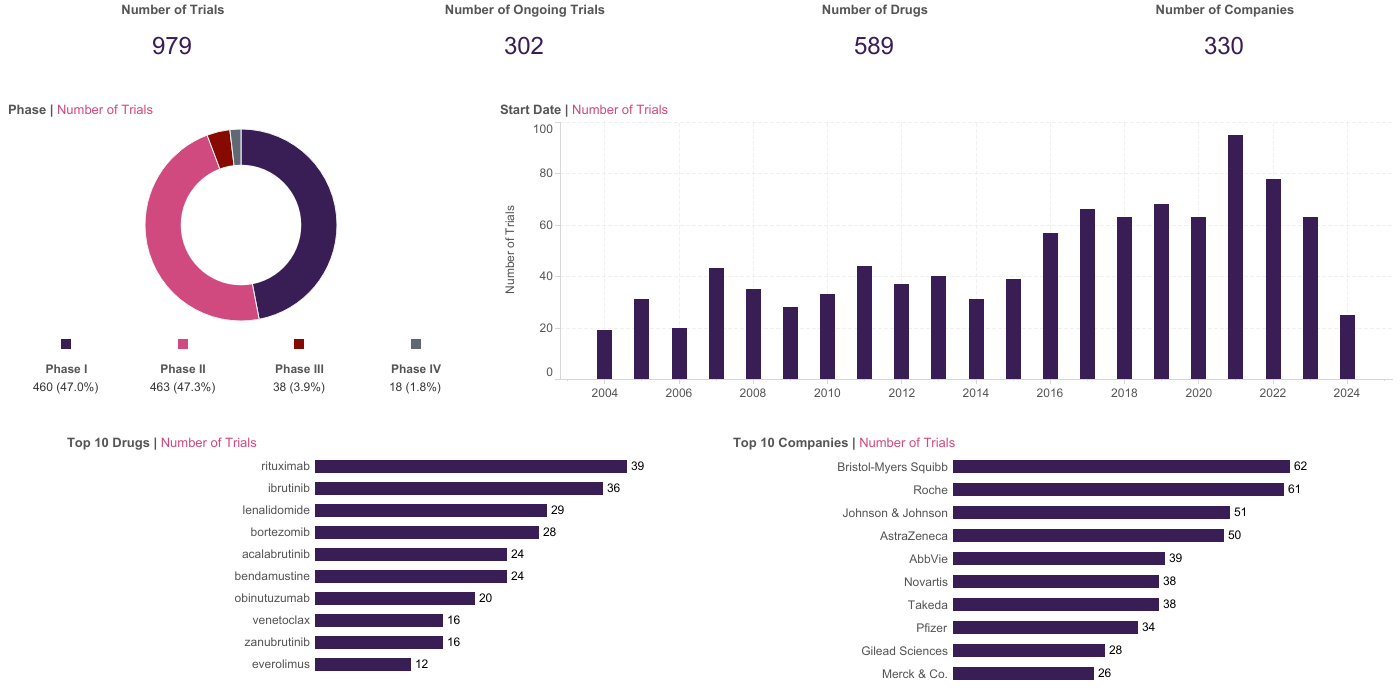 Number of Trials
Number of Ongoing Trials
Number of Drugs
Number of Companies
979
302
589
330
Phase | Number of Trials
Phase I
Phase II
Phase III
Phase IV
460 (47.0%)
463 (47.3%)
38 (3.9%)
18 (1.8%)
Start Date | Number of Trials
Number of Trials
100
80
60
40
20
0
2004 2006 2008 2010 2012 2014 2016 2018 2020 2022 2024
Top 10 Drugs | Number of Trials
rituximab 39
ibrutinib 36
lenalidomide 29
bortezomib 28
acalabrutinib 24
bendamustine 24
obinutuzumab 20
venetoclax 16
zanubrutinib 16
everolimus 12
Top 10 Companies | Number of Trials
Bristol-Myers Squibb 62
Roche 61
Johnson & Johnson 51
AstraZeneca 50
AbbVie 39
Novartis 38
Takeda 38
Pfizer 34
Gilead Sciences 28
Merck & Co. 26